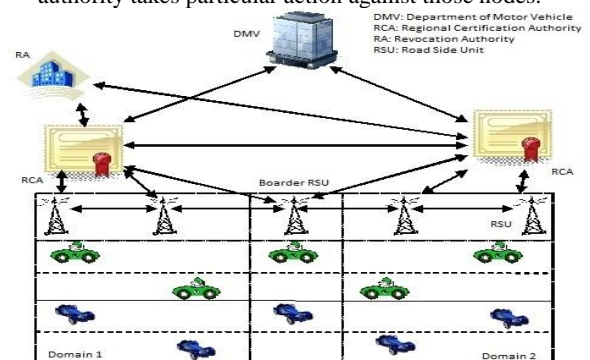 authority takes particular action against those nodes.
DMV: Department of Motor Vehicle
RCA: Regional Certification Authority
RA: Revocation Authority
RSU: Road Side Unit
DMV
RA
RCA
RCA
Boarder RSU
RSU
Domain 1
Domain 2